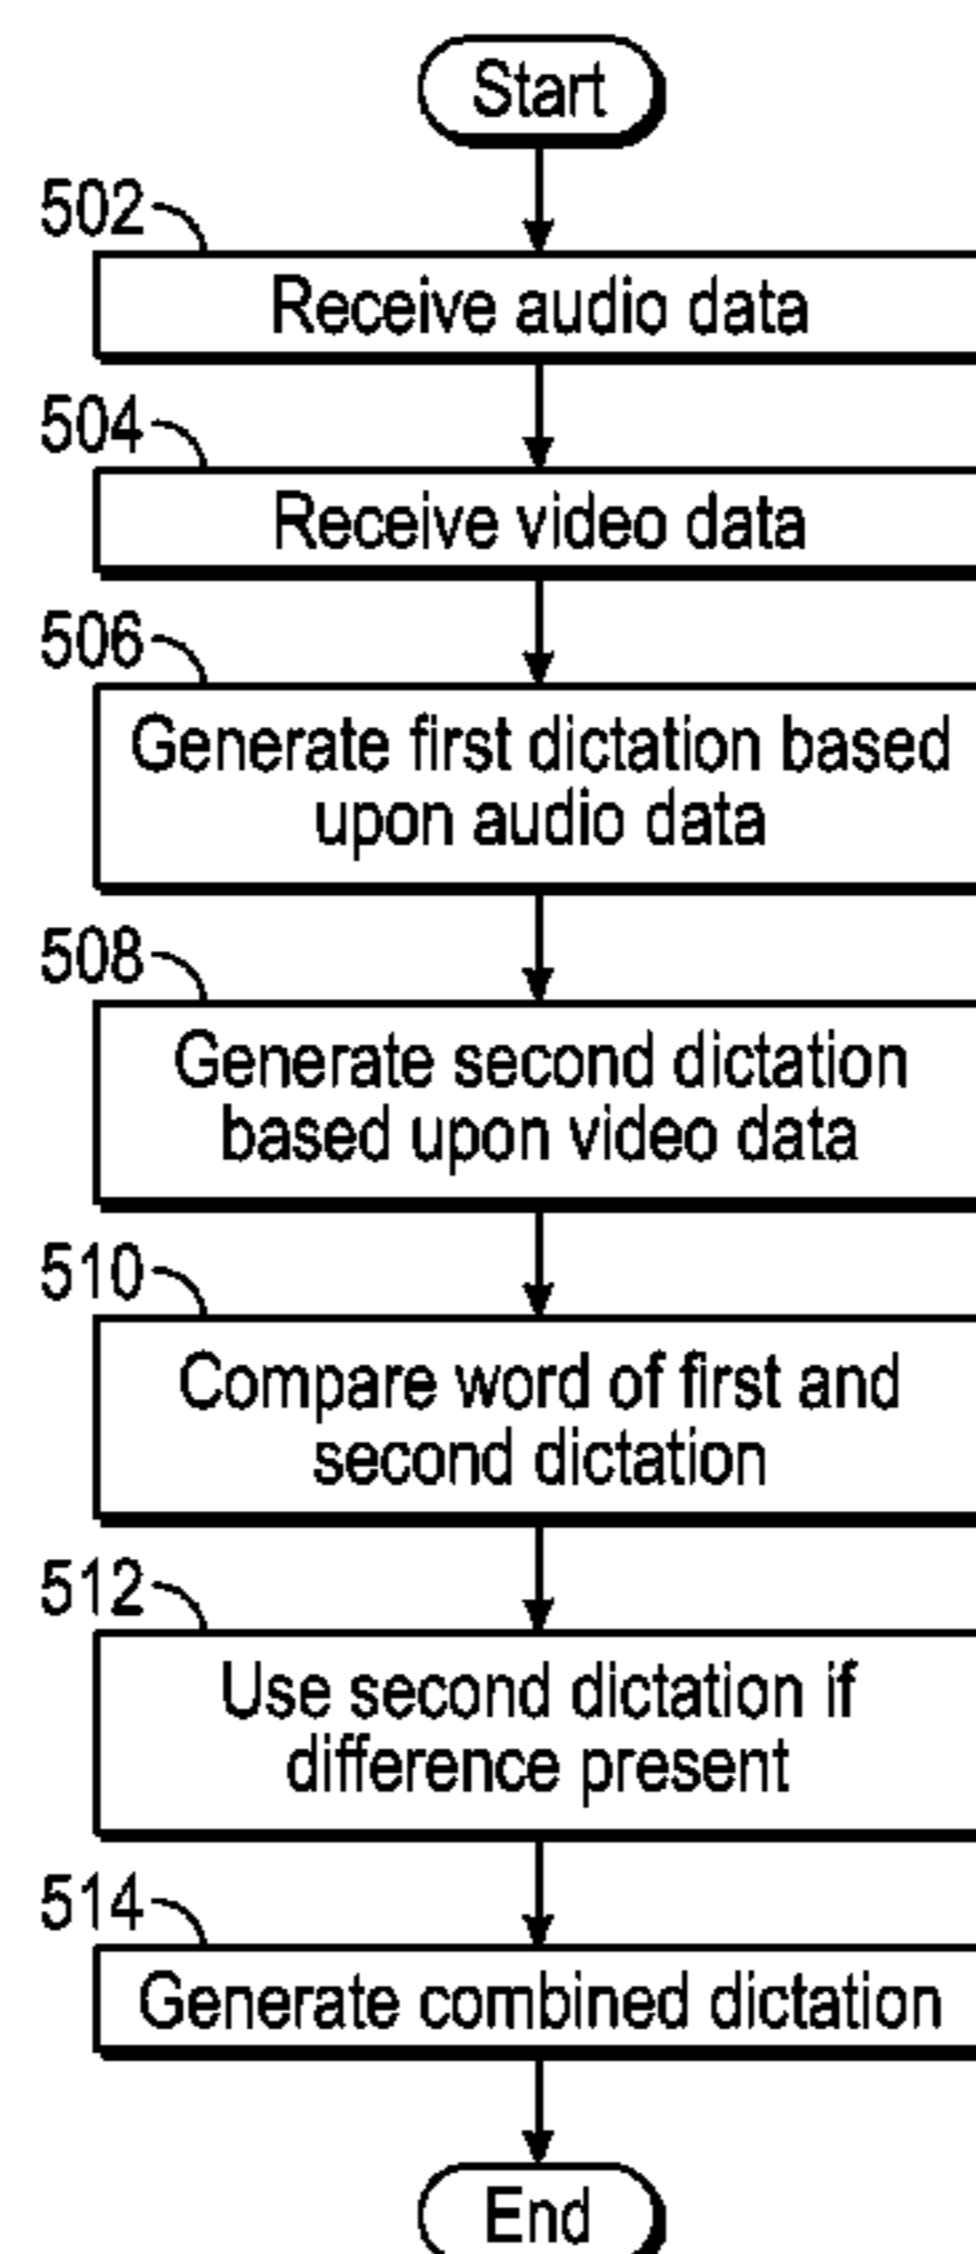 Start
502
Receive audio data
504
Receive video data
506
Generate first dictation based
upon audio data
508
Generate second dictation
based upon video data
510
Compare word of first and
second dictation
512
Use second dictation if
difference present
514
Generate combined dictation
End